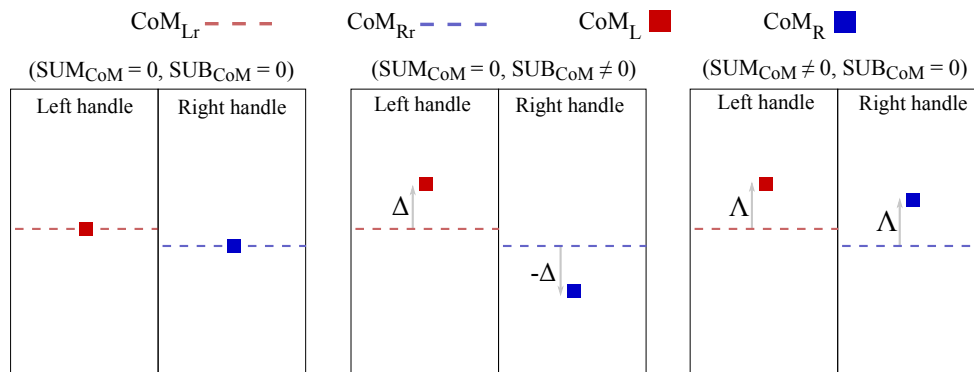 CoM_Lr CoM_Rr CoM_L CoM_R
(SUM_CoM = 0, SUB_CoM = 0) (SUM_CoM = 0, SUB_CoM ≠ 0) (SUM_CoM ≠ 0, SUB_CoM = 0)
Left handle Right handle Left handle Right handle Left handle Right handle
Δ Λ Λ
-Δ